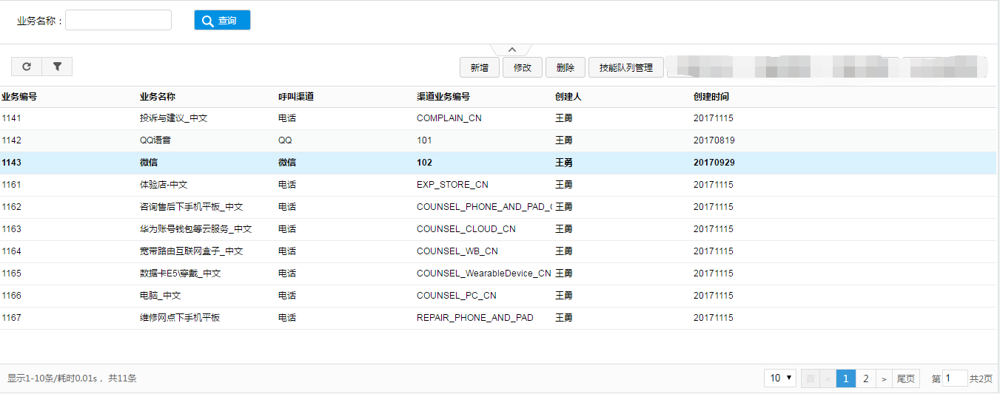 业务名称： 查询
新增 修改 删除 技能队列管理
业务编号 业务名称 呼叫渠道 渠道业务编号 创建人 创建时间
1141 投诉与建议_中文 电话 COMPLAIN_CN 王勇 20171115
1142 QQ语音 QQ 101 王勇 20170819
1143 微信 微信 102 王勇 20170929
1161 体验店-中文 电话 EXP_STORE_CN 王勇 20171115
1162 咨询售后下手机平板_中文 电话 COUNSEL_PHONE_AND_PAD_ 王勇 20171115
1163 华为账号钱包等云服务_中文 电话 COUNSEL_CLOUD_CN 王勇 20171115
1164 宽带路由互联网盒子_中文 电话 COUNSEL_WB_CN 王勇 20171115
1165 数据卡E5\穿戴_中文 电话 COUNSEL_WearableDevice_CN 王勇 20171115
1166 电脑_中文 电话 COUNSEL_PC_CN 王勇 20171115
1167 维修网点下手机平板 电话 REPAIR_PHONE_AND_PAD 王勇 20171115
显示1-10条/耗时0.01s， 共11条 10 首 < 1 2 > 尾页 第 1 共2页